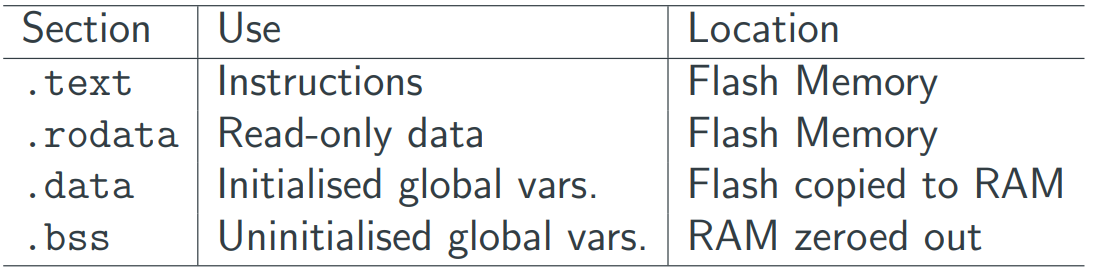 Section Use Location
.text Instructions Flash Memory
.rodata Read-only data Flash Memory
.data Initialised global vars. Flash copied to RAM
.bss Uninitialised global vars. RAM zeroed out